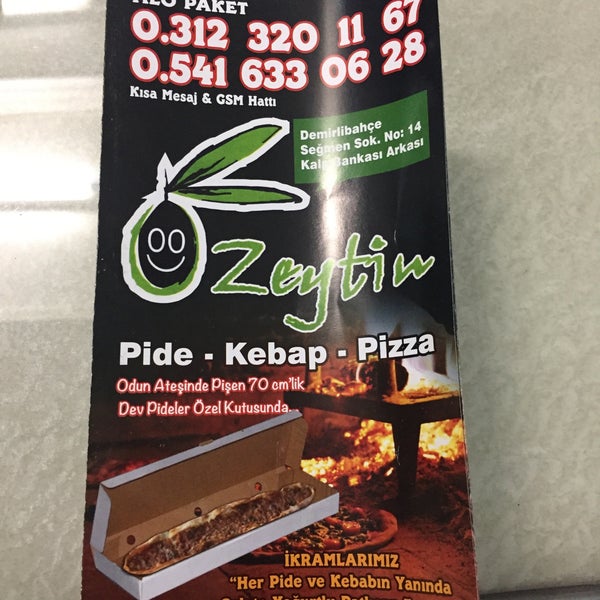 PAKET
0.312 320 11 67
0.541 633 06 28
Kısa Mesaj & GSM Hattı
Demirlibahçe
Seğmen Sok. No: 14
Kalp Bankası Arkası
Zeytin
Pide - Kebap - Pizza
Odun Ateşinde Pişen 70 cm'lik
Dev Pideler Özel Kutusunda...
İKRAMLARIMIZ
"Her Pide ve Kebabın Yanında